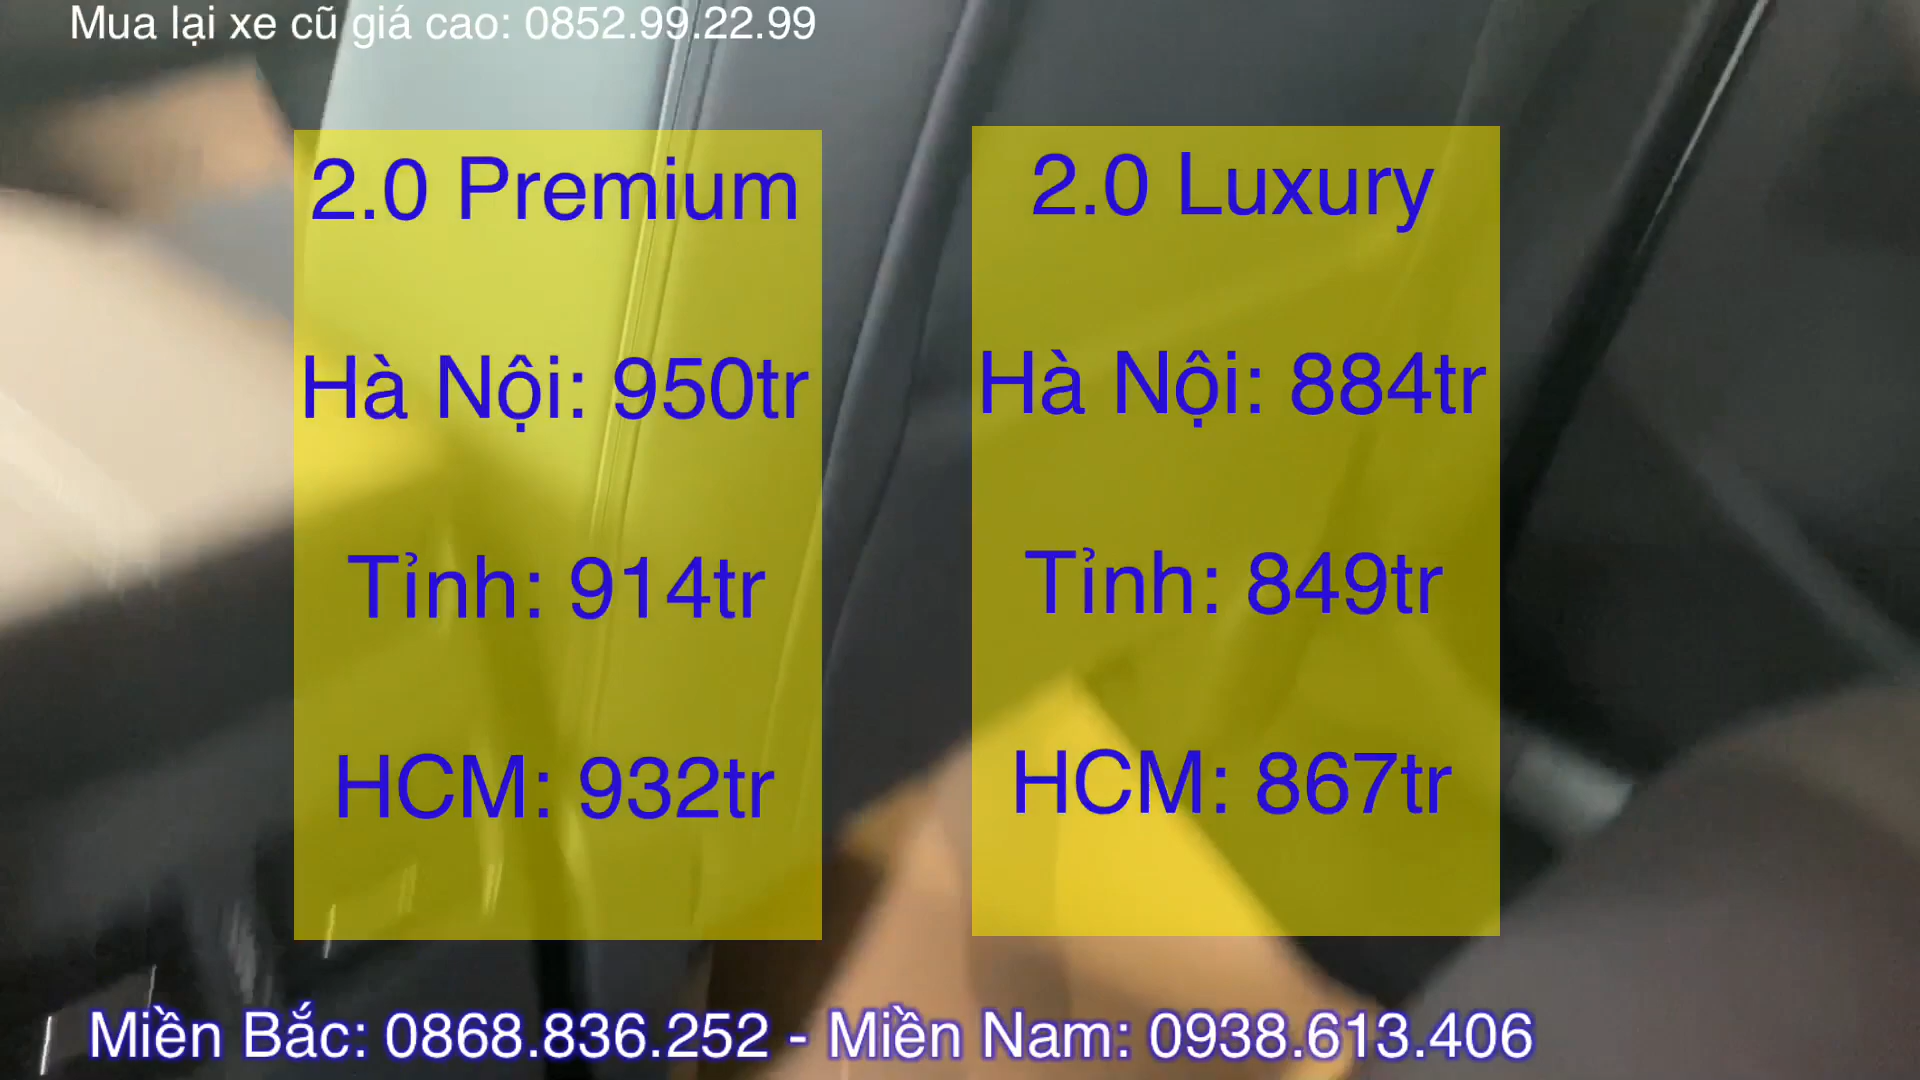 Mua lại xe cũ giá cao: 0852.99.22.99
2.0 Premium
Hà Nội: 950tr
Tỉnh: 914tr
HCM: 932tr
2.0 Luxury
Hà Nội: 884tr
Tỉnh: 849tr
HCM: 867tr
Miền Bắc: 0868.836.252 - Miền Nam: 0938.613.406